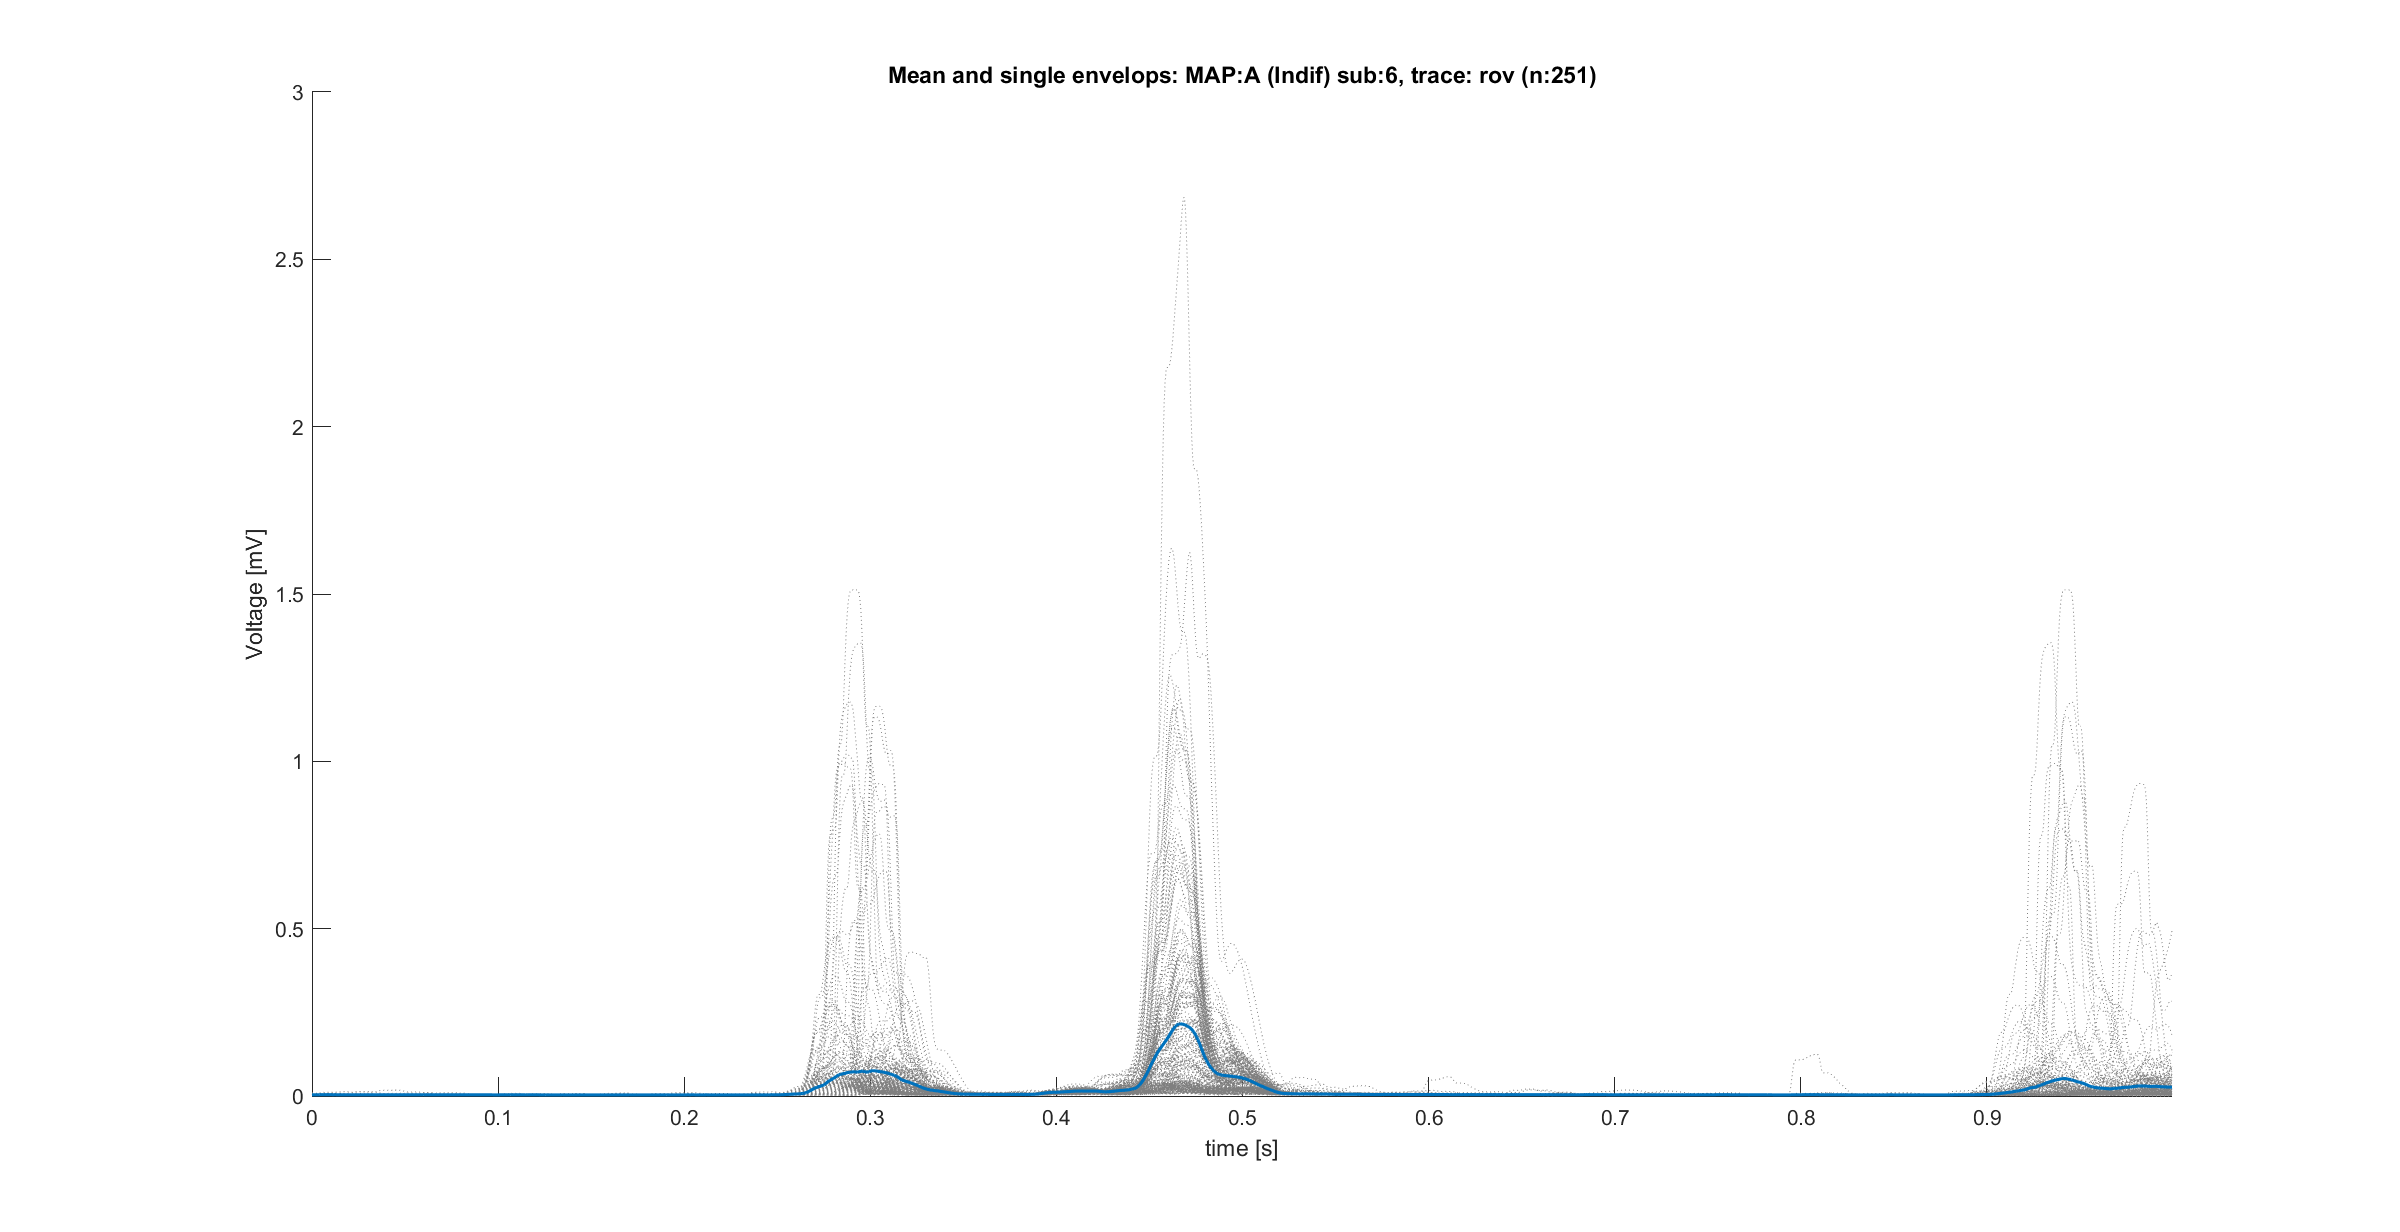 Mean and single envelops: MAP:A (Indif) sub:6, trace: rov (n:251)
3
2.5
2
1.5
1
0.5
0
Voltage [mV]
0 0.1 0.2 0.3 0.4 0.5 0.6 0.7 0.8 0.9
time [s]